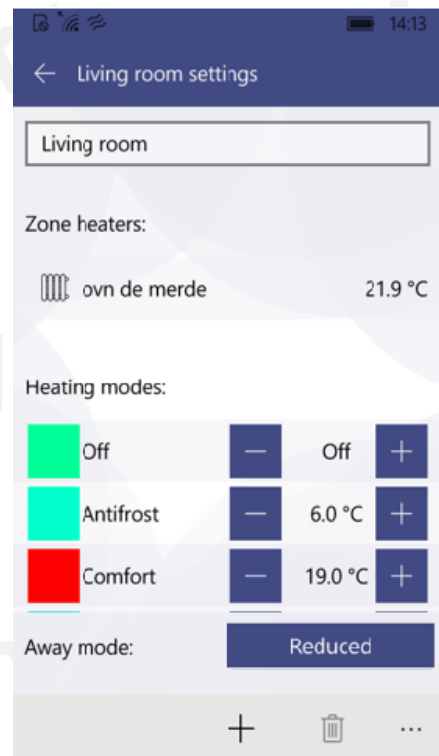 14:13
Living room settings
Living room
Zone heaters:
ovn de merde 21.9 °C
Heating modes:
Off — Off +
Antifrost — 6.0 °C +
Comfort — 19.0 °C +
Away mode: Reduced